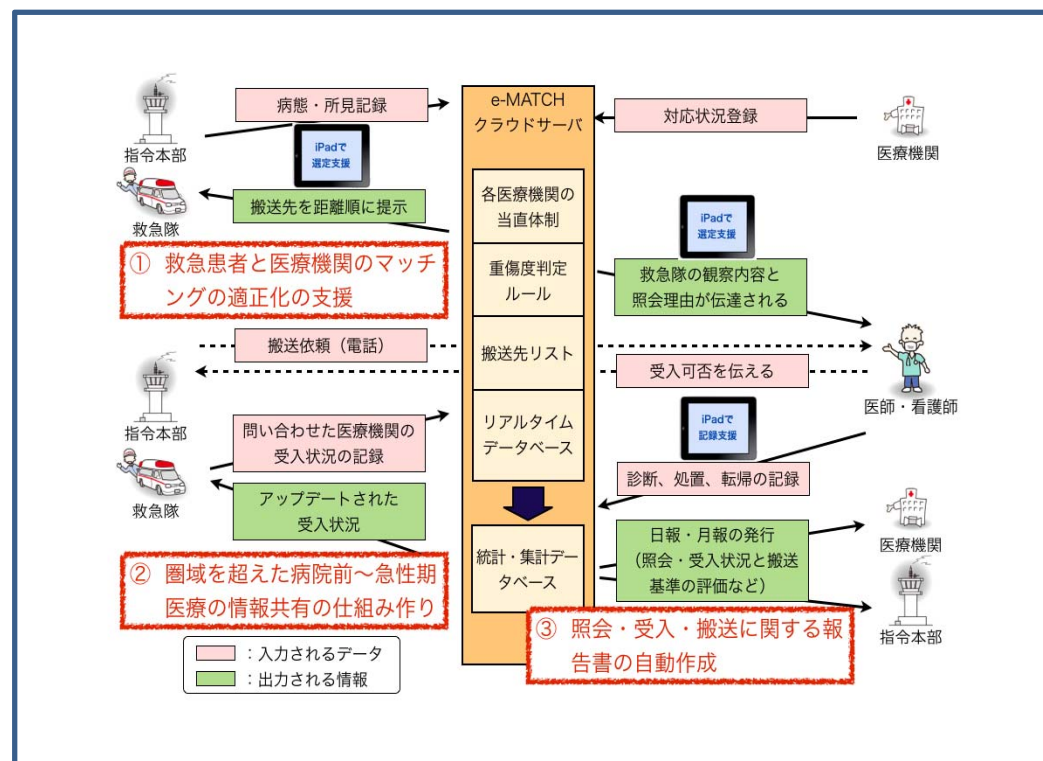 病態・所見記録
指令本部
iPadで
選定支援
搬送先を距離順に提示
救急隊
① 救急患者と医療機関のマッチ
ングの適正化の支援
e-MATCH
クラウドサーバ
対応状況登録
医療機関
各医療機関の
当直体制
重傷度判定
ルール
搬送先リスト
リアルタイム
データベース
統計・集計デー
タベース
iPadで
選定支援
救急隊の観察内容と
照会理由が伝達される
搬送依頼（電話）
受入可否を伝える
医師・看護師
指令本部
問い合わせた医療機関の
受入状況の記録
救急隊
アップデートされた
受入状況
iPadで
記録支援
診断、処置、転帰の記録
日報・月報の発行
（照会・受入状況と搬送
基準の評価など）
医療機関
指令本部
② 圏域を超えた病院前〜急性期
医療の情報共有の仕組み作り
③ 照会・受入・搬送に関する報
告書の自動作成
：入力されるデータ
：出力される情報